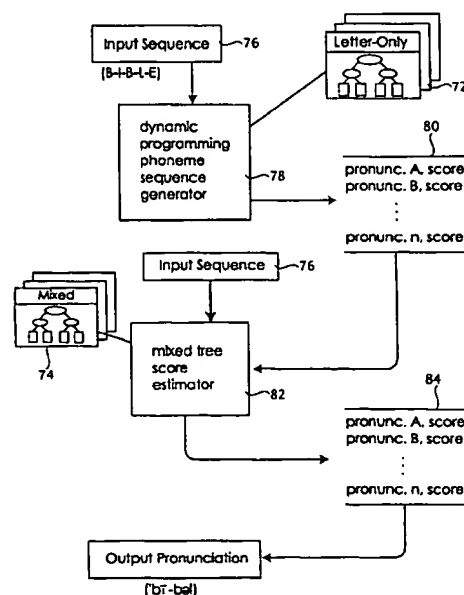 Input Sequence
76
(B-I-B-L-E)
Letter-Only
72
dynamic
programming
phoneme
sequence
generator
78
80
pronunc. A, score
pronunc. B, score
pronunc. n, score
Input Sequence
76
Mixed
74
mixed tree
score
estimator
82
84
pronunc. A, score
pronunc. B, score
pronunc. n, score
Output Pronunciation
('bī-bəl)